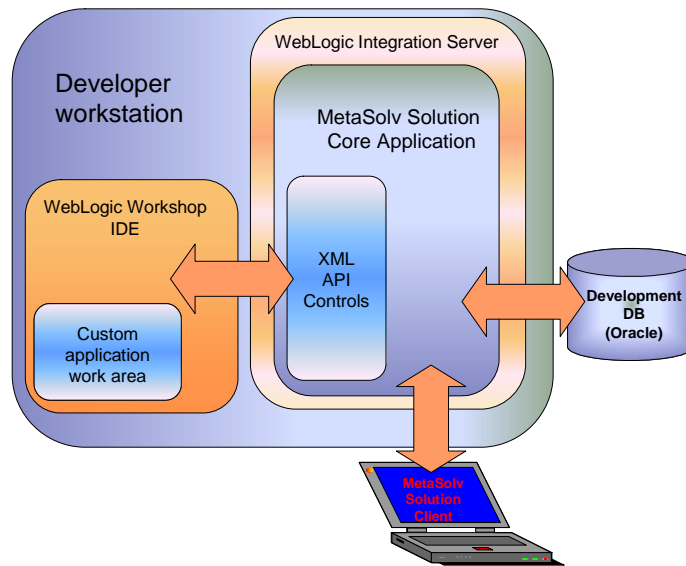 WebLogic Integration Server
Developer
workstation
MetaSolv Solution
Core Application
WebLogic Workshop
IDE
XML
API
Controls
Custom
application
work area
Development
DB
(Oracle)
MetaSolv
Solution
Client